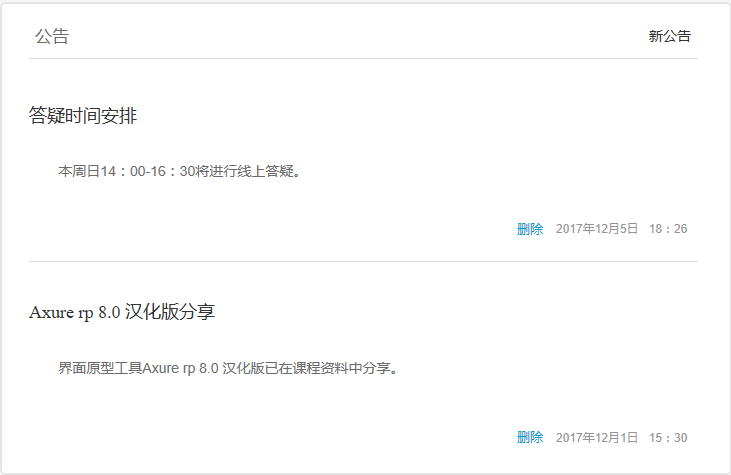 公告 新公告
答疑时间安排
本周日14：00-16：30将进行线上答疑。
删除 2017年12月5日 18：26
Axure rp 8.0 汉化版分享
界面原型工具Axure rp 8.0 汉化版已在课程资料中分享。
删除 2017年12月1日 15：30